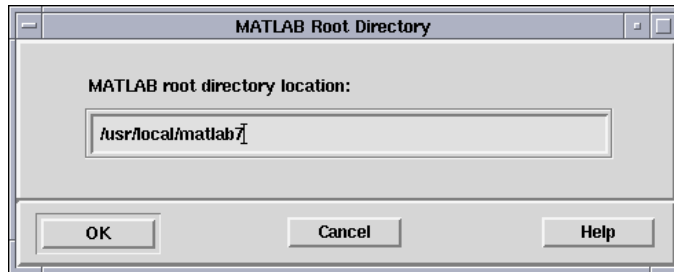 MATLAB Root Directory
MATLAB root directory location:
/usr/local/matlab7
OK Cancel Help